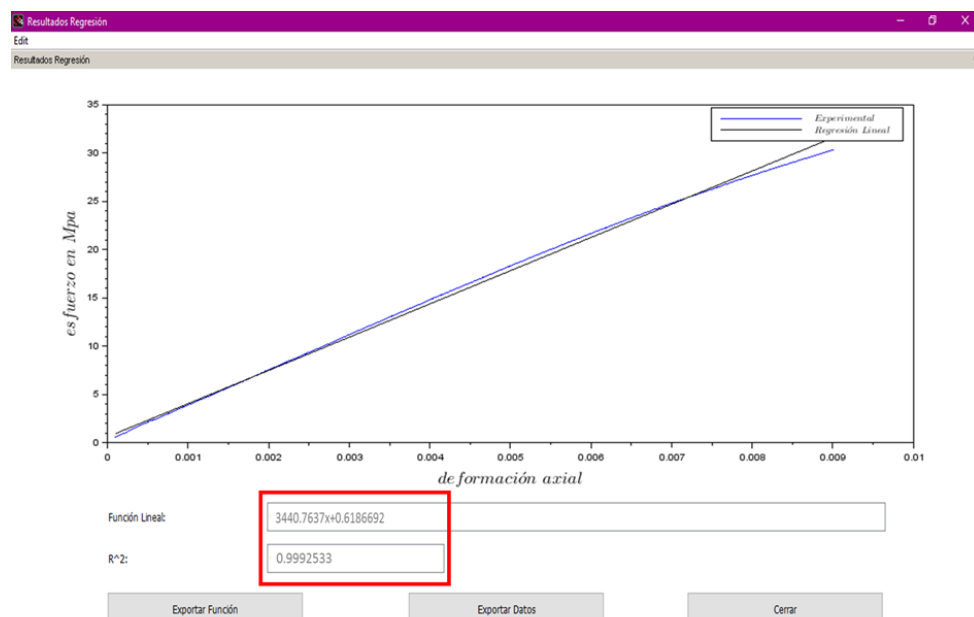 Resultados Regresión
Edit
Resultados Regresión
35
30
25
20
15
10
5
0
esfuerzo en Mpa
Experimental
Regresión Lineal
0 0.001 0.002 0.003 0.004 0.005 0.006 0.007 0.008 0.009 0.01
deformación axial
Función Lineal: 3440.7637x+0.6186692
R^2: 0.9992533
Exportar Función Exportar Datos Cerrar